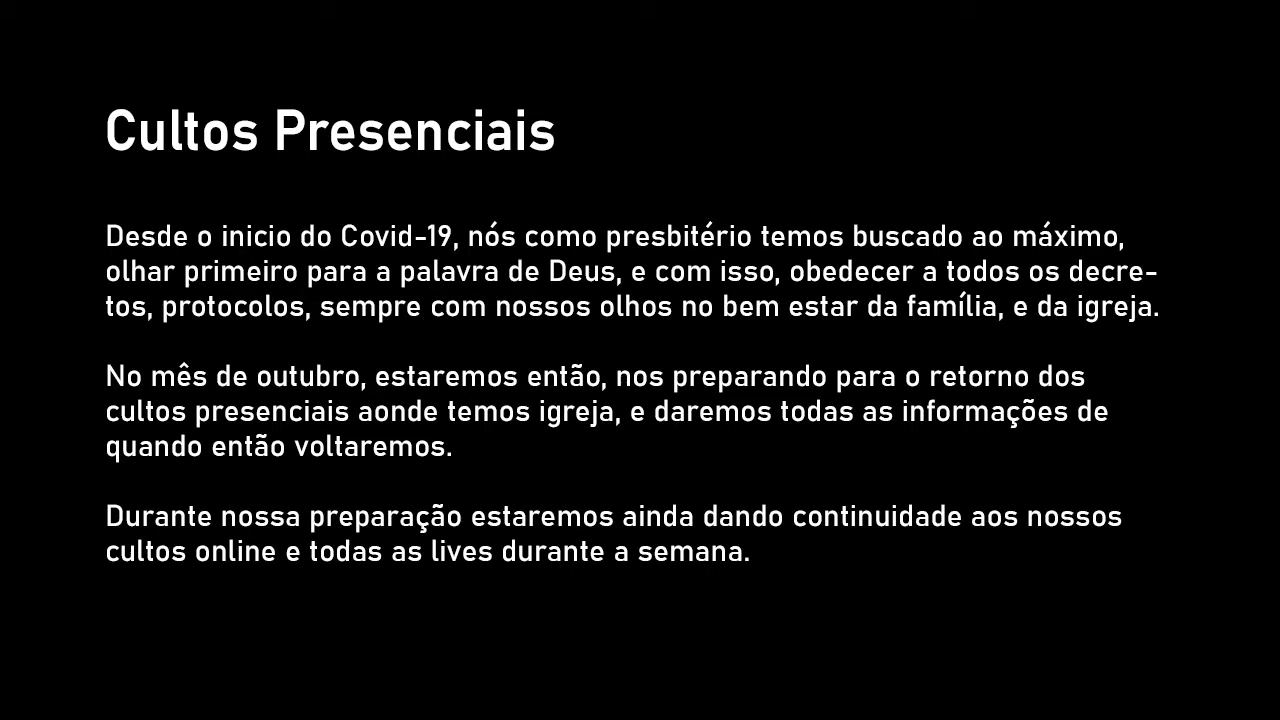 Cultos Presenciais
Desde o inicio do Covid-19, nós como presbitério temos buscado ao máximo,
olhar primeiro para a palavra de Deus, e com isso, obedecer a todos os decre-
tos, protocolos, sempre com nossos olhos no bem estar da família, e da igreja.
No mês de outubro, estaremos então, nos preparando para o retorno dos
cultos presenciais aonde temos igreja, e daremos todas as informações de
quando então voltaremos.
Durante nossa preparação estaremos ainda dando continuidade aos nossos
cultos online e todas as lives durante a semana.